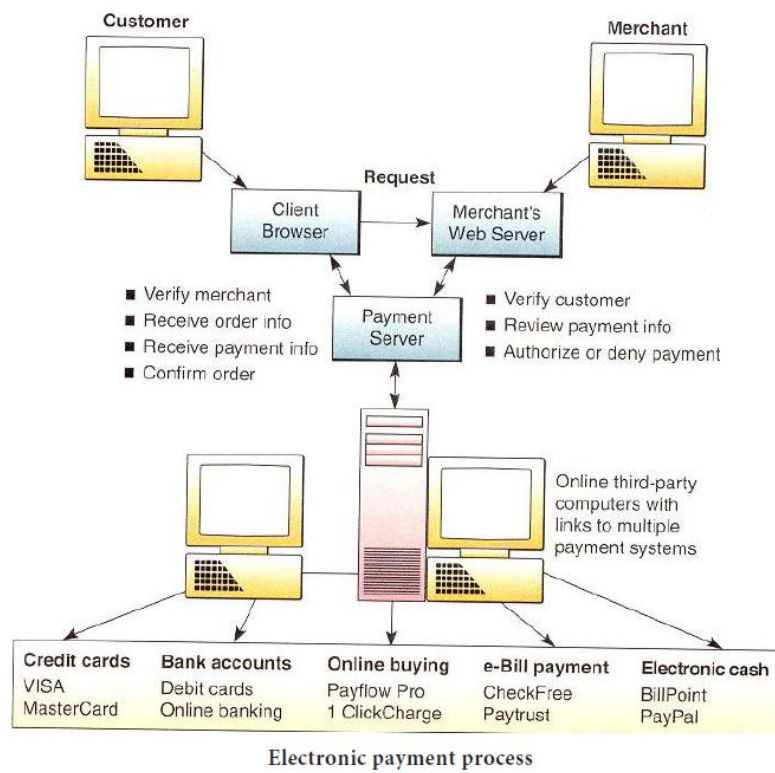 Customer
Merchant
Request
Client
Browser
Merchant's
Web Server
■ Verify merchant
■ Receive order info
■ Receive payment info
■ Confirm order
Payment
Server
■ Verify customer
■ Review payment info
■ Authorize or deny payment
Online third-party
computers with
links to multiple
payment systems
Credit cards
VISA
MasterCard
Bank accounts
Debit cards
Online banking
Online buying
Payflow Pro
1 ClickCharge
e-Bill payment
CheckFree
Paytrust
Electronic cash
BillPoint
PayPal
Electronic payment process